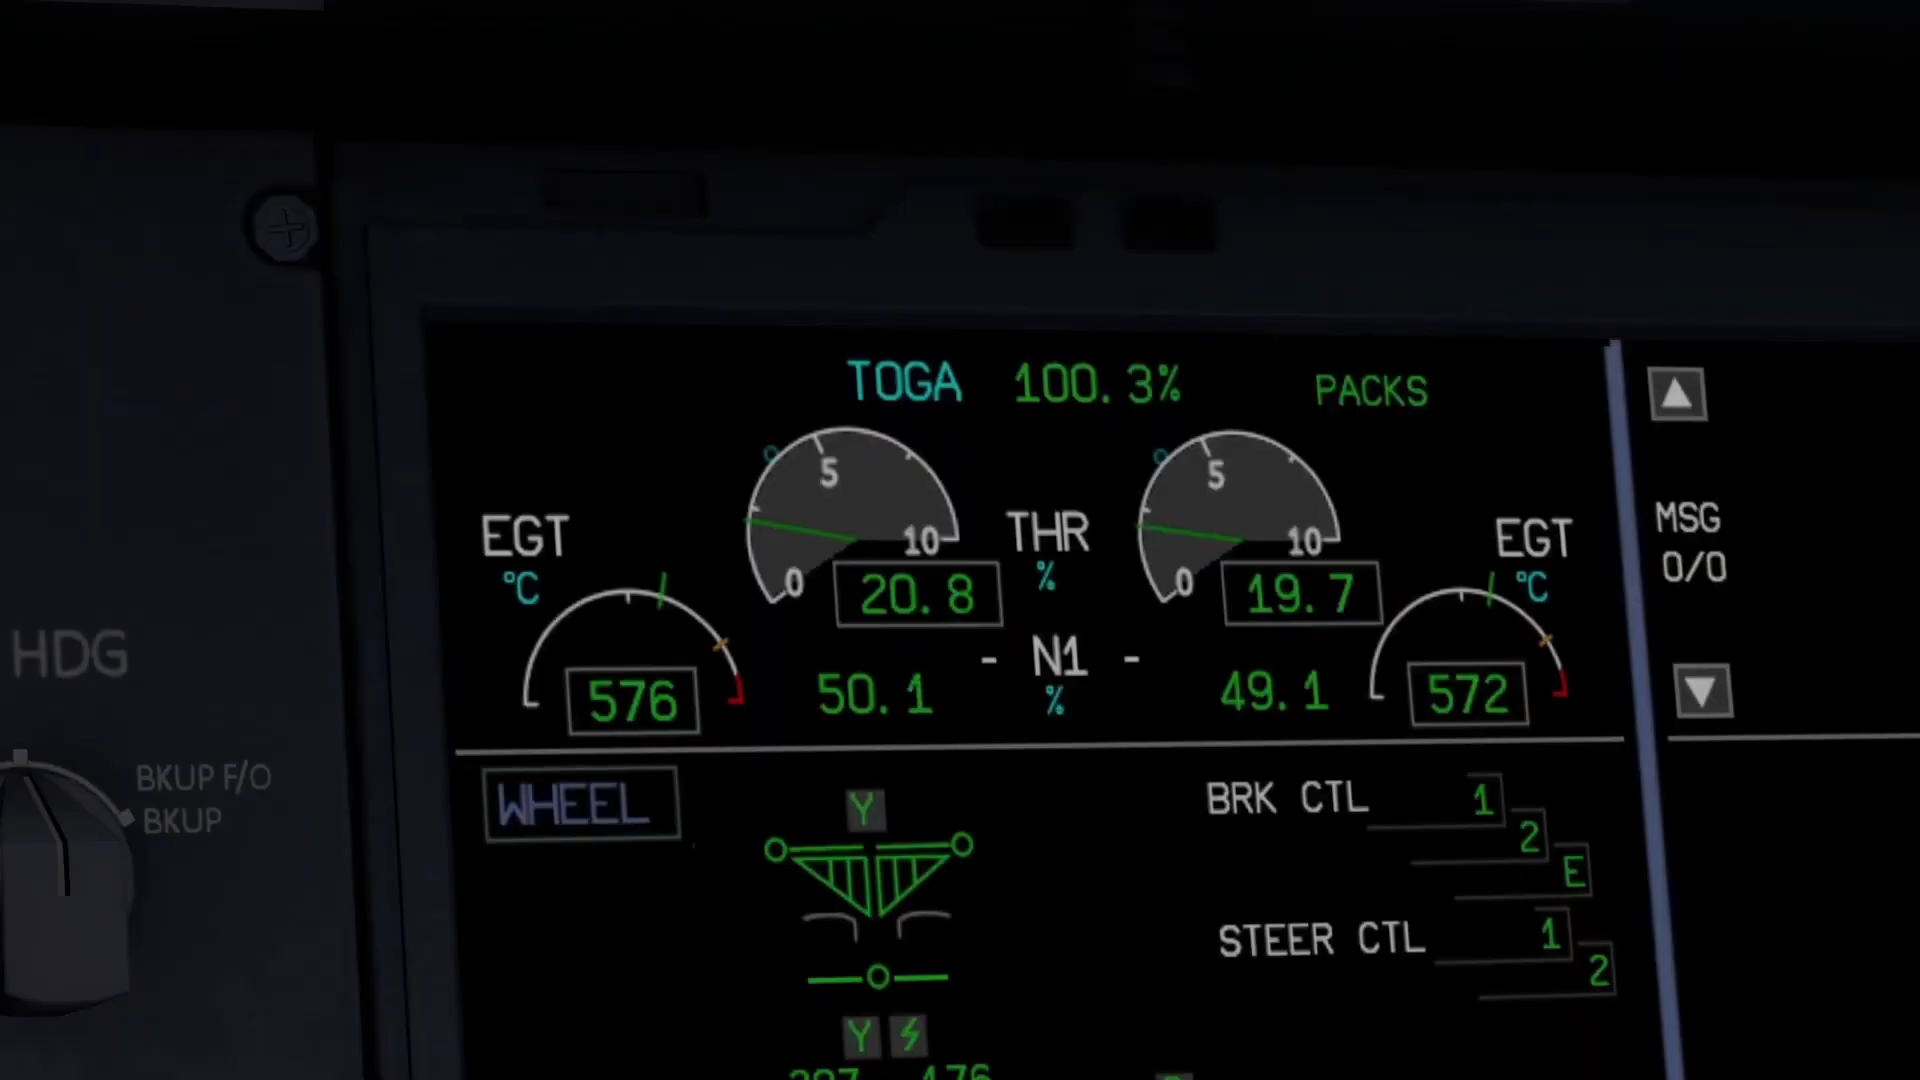 TOGA 100.3% PACKS
5 5
EGT 10 THR 10 EGT
°C 0 % 0 °C
20.8 19.7
- N1 -
576 50.1 % 49.1 572
MSG
0/0
HDG
BKUP F/O
BKUP
WHEEL
Y
BRK CTL 1
2
E
STEER CTL 1
2
Y